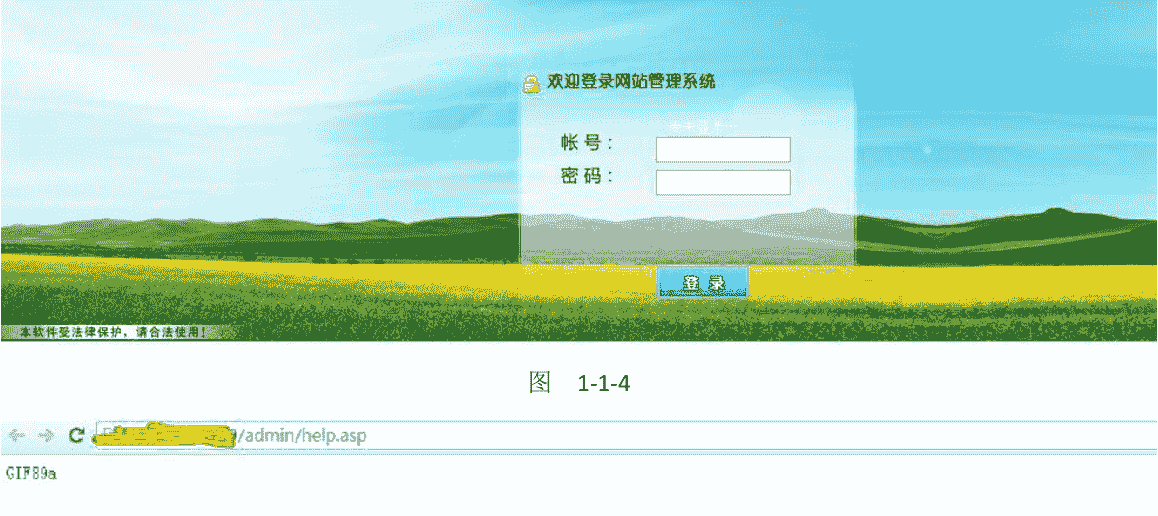 欢迎登录网站管理系统
帐 号：
密 码：
登 录
本软件受法律保护，请合法使用！
图 1-1-4
/admin/help.asp
GIF89a